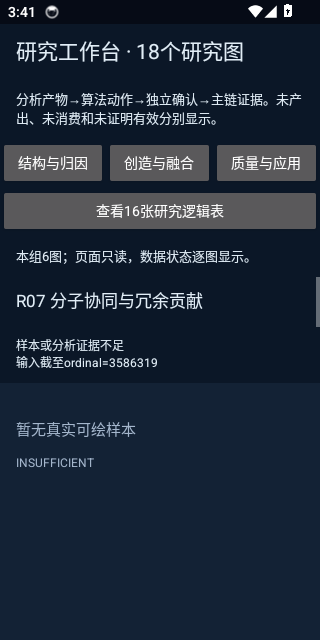 3:41
研究工作台 · 18个研究图
分析产物→算法动作→独立确认→主链证据。未产
出、未消费和未证明有效分别显示。
结构与归因
创造与融合
质量与应用
查看16张研究逻辑表
本组6图；页面只读，数据状态逐图显示。
R07 分子协同与冗余贡献
样本或分析证据不足
输入截至ordinal=3586319
暂无真实可绘样本
INSUFFICIENT